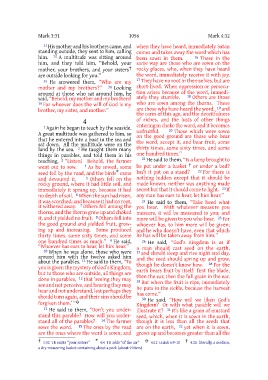 Mark 3:31
1056
Mark 4:32
31 His mother and his brothers came, and
standing outside, they sent to him, calling
him. 32 A multitude was sitting around
him, and they told him, "Behold, your
mother, your brothers, and your sisters†
are outside looking for you."
33 He answered them, "Who are my
mother and my brothers?" 34 Looking
around at those who sat around him, he
said, "Behold, my mother and my brothers!
35 For whoever does the will of God is my
brother, my sister, and mother."
4
1 Again he began to teach by the seaside.
A great multitude was gathered to him, so
that he entered into a boat in the sea and
sat down. All the multitude were on the
land by the sea. 2 He taught them many
things in parables, and told them in his
teaching, 3 "Listen! Behold, the farmer
went out to sow. 4 As he sowed, some
seed fell by the road, and the birds came
and devoured it. 5 Others fell on the
rocky ground, where it had little soil, and
immediately it sprang up, because it had
no depth of soil. 6 When the sun had risen,
it was scorched; and because it had no root,
it withered away. 7 Others fell among the
thorns, and the thorns grew up and choked
it, and it yielded no fruit. 8 Others fell into
the good ground and yielded fruit, grow-
ing up and increasing. Some produced
thirty times, some sixty times, and some
one hundred times as much." 9 He said,
"Whoever has ears to hear, let him hear."
10 When he was alone, those who were
around him with the twelve asked him
about the parables. 11 He said to them, "To
you is given the mystery of God's Kingdom,
but to those who are outside, all things are
done in parables, 12 that 'seeing they may
see and not perceive, and hearing they may
hear and not understand, lest perhaps they
should turn again, and their sins should be
forgiven them.'"
13 He said to them, "Don't you under-
stand this parable? How will you under-
stand all of the parables? 14 The farmer
sows the word. 15 The ones by the road
are the ones where the word is sown; and
when they have heard, immediately Satan
comes and takes away the word which has
been sown in them. 16 These in the
same way are those who are sown on the
rocky places, who, when they have heard
the word, immediately receive it with joy.
17 They have no root in themselves, but are
short-lived. When oppression or persecu-
tion arises because of the word, immedi-
ately they stumble. 18 Others are those
who are sown among the thorns. These
are those who have heard the word, 19 and
the cares of this age, and the deceitfulness
of riches, and the lusts of other things
entering in choke the word, and it becomes
unfruitful. 20 Those which were sown
on the good ground are those who hear
the word, accept it, and bear fruit, some
thirty times, some sixty times, and some
one hundred times."
21 He said to them, "Is a lamp brought to
be put under a basket or under a bed?
Isn't it put on a stand? 22 For there is
nothing hidden except that it should be
made known, neither was anything made
secret but that it should come to light. 23 If
any man has ears to hear, let him hear."
24 He said to them, "Take heed what
you hear. With whatever measure you
measure, it will be measured to you; and
more will be given to you who hear. 25 For
whoever has, to him more will be given;
and he who doesn't have, even that which
he has will be taken away from him."
26 He said, "God's Kingdom is as if
a man should cast seed on the earth,
27 and should sleep and rise night and day,
and the seed should spring up and grow,
though he doesn't know how. 28 For the
earth bears fruit by itself: first the blade,
then the ear, then the full grain in the ear.
29 But when the fruit is ripe, immediately
he puts in the sickle, because the harvest
has come."
30 He said, "How will we liken God's
Kingdom? Or with what parable will we
illustrate it? 31 It's like a grain of mustard
seed, which, when it is sown in the earth,
though it is less than all the seeds that
are on the earth, 32 yet when it is sown,
grows up and becomes greater than all the